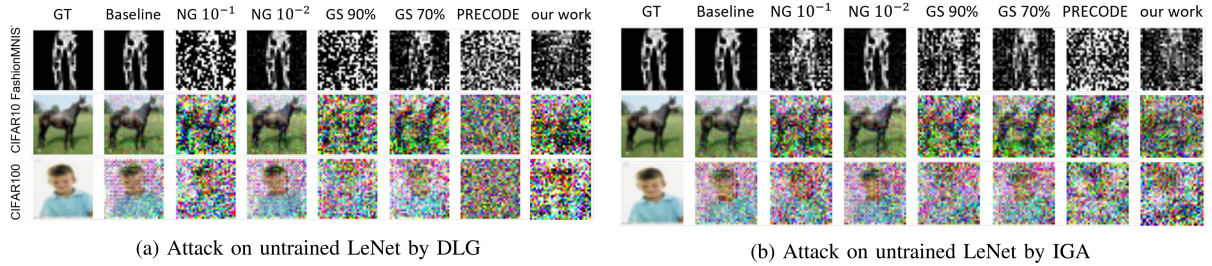 GT Baseline NG 10⁻¹ NG 10⁻² GS 90% GS 70% PRECODE our work
FashionMNIS
CIFAR10
CIFAR100
(a) Attack on untrained LeNet by DLG
GT Baseline NG 10⁻¹ NG 10⁻² GS 90% GS 70% PRECODE our work
(b) Attack on untrained LeNet by IGA